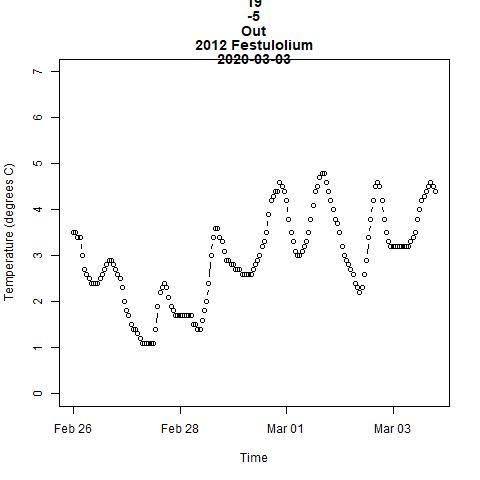 19
-5
Out
2012 Festulolium
2020-03-03
7
6
5
4
3
2
1
0
Temperature (degrees C)
Feb 26
Feb 28
Mar 01
Mar 03
Time